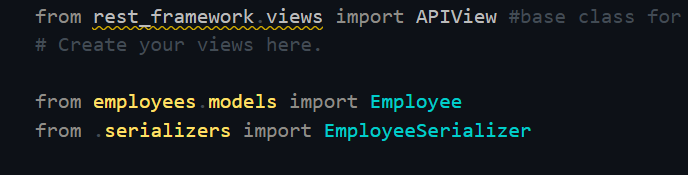 from rest_framework.views import APIView #base class for
# Create your views here.
from employees.models import Employee
from .serializers import EmployeeSerializer